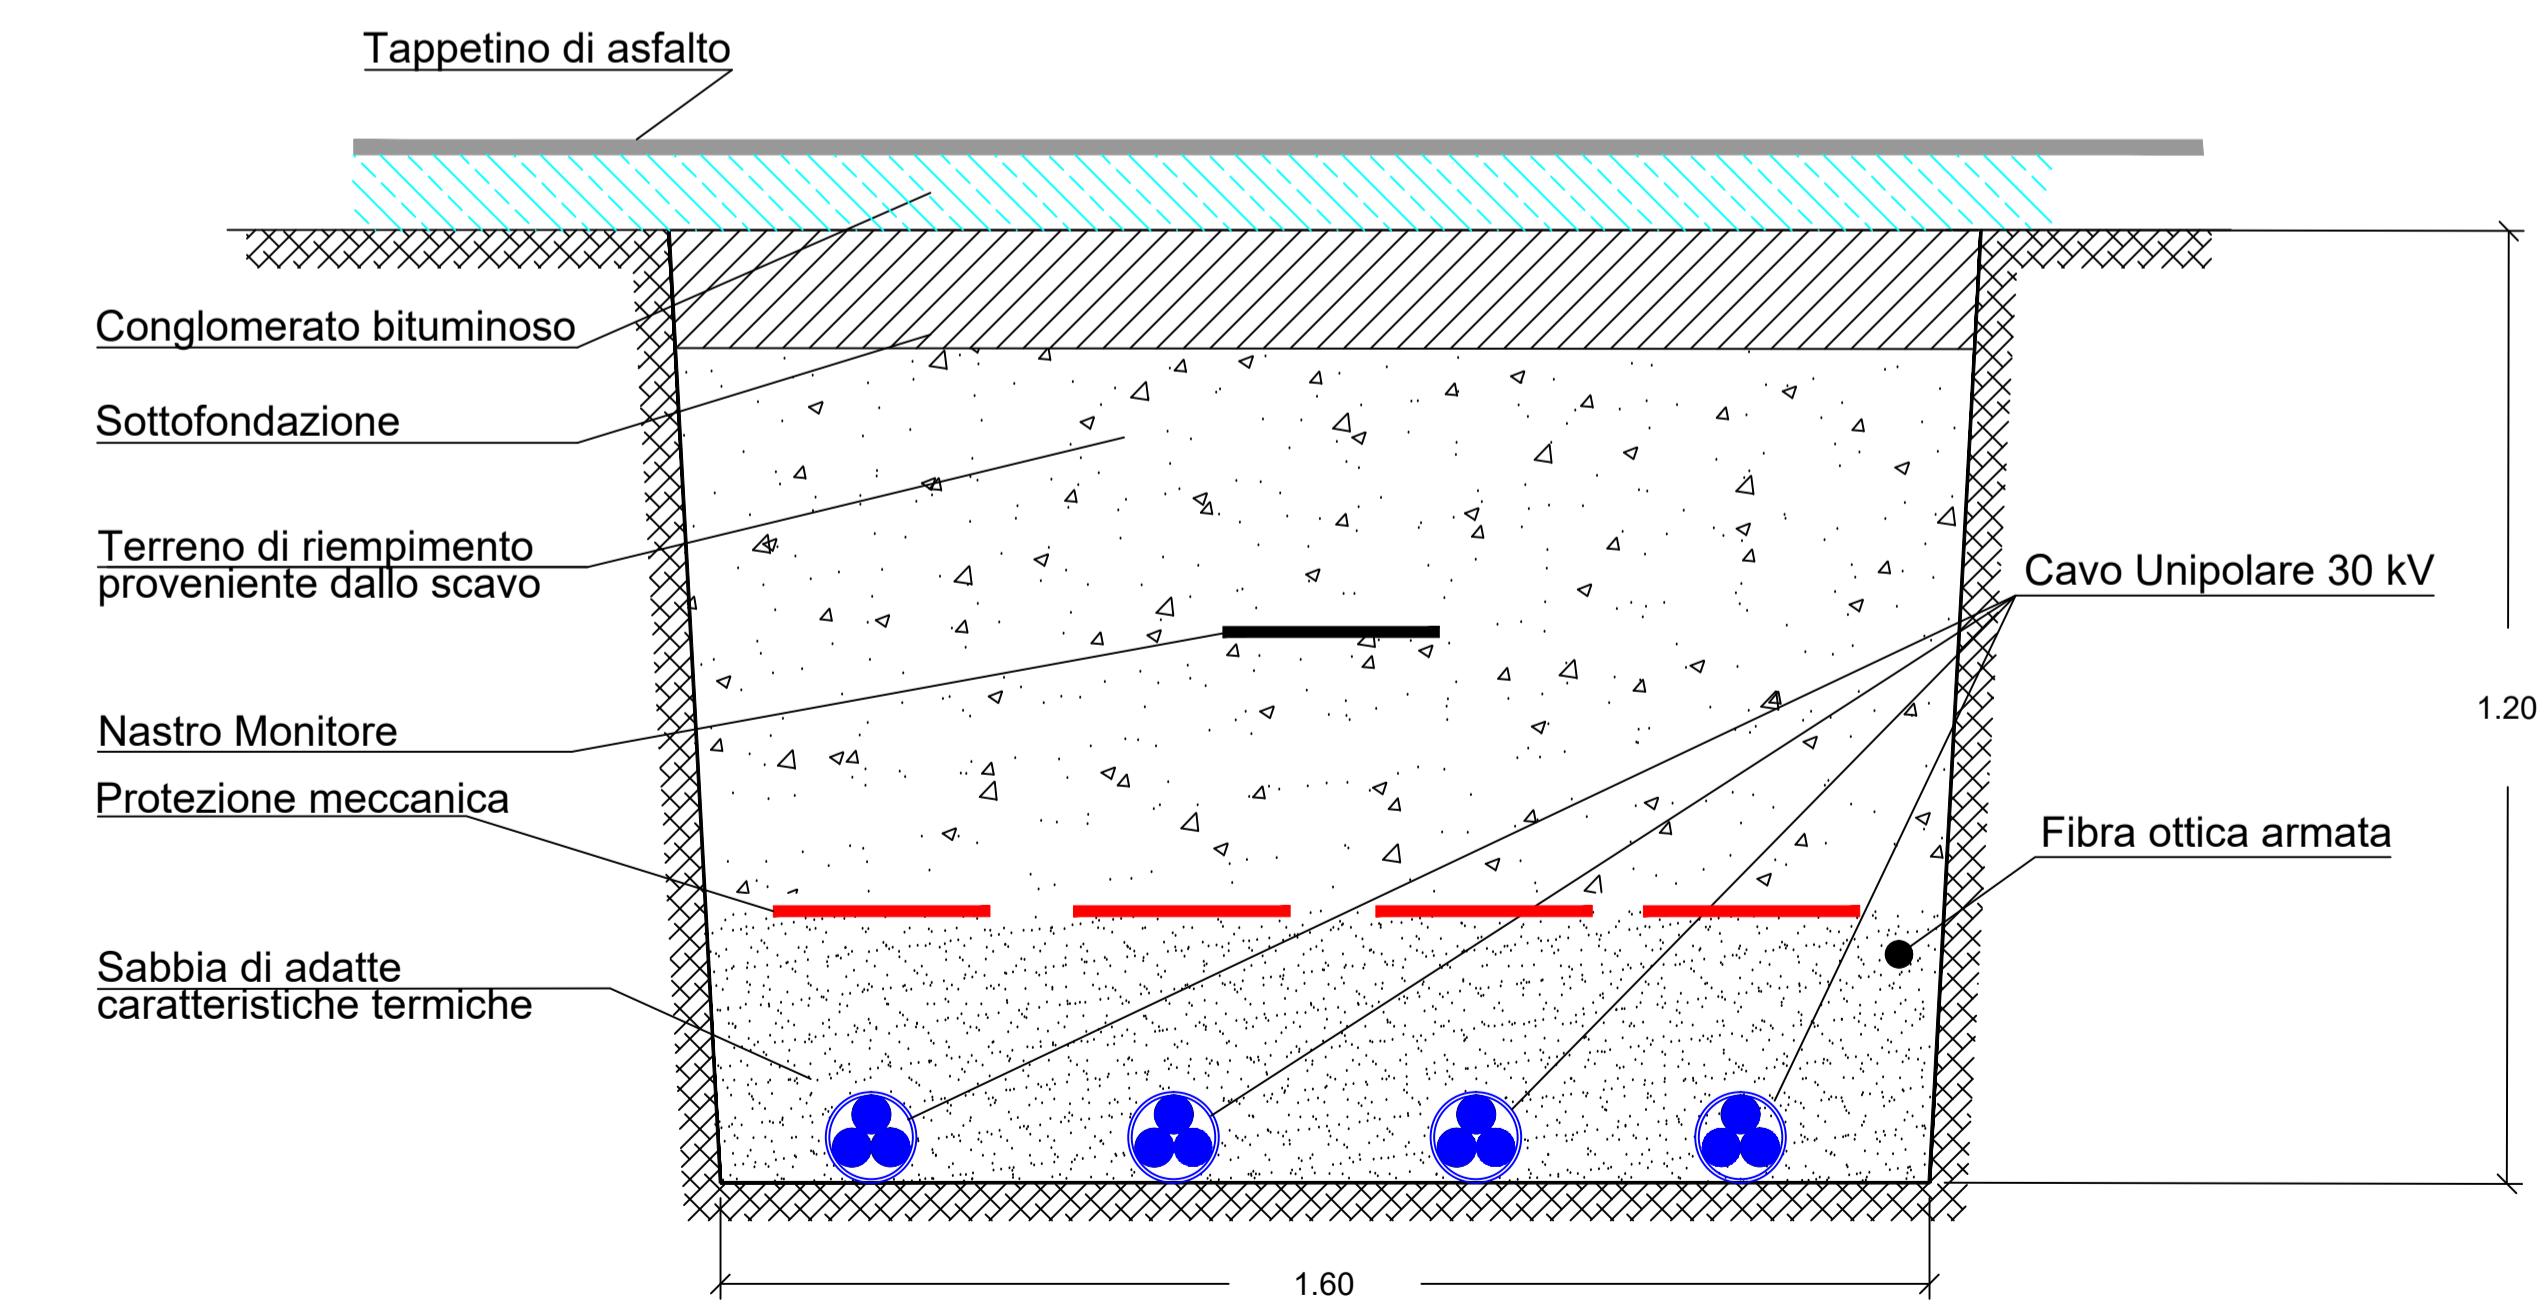 Tappetino di asfalto
Conglomerato bituminoso
Sottofondazione
Terreno di riempimento
proveniente dallo scavo
Nastro Monitore
Protezione meccanica
Sabbia di adatte
caratteristiche termiche
Cavo Unipolare 30 kV
1.20
Fibra ottica armata
1.60